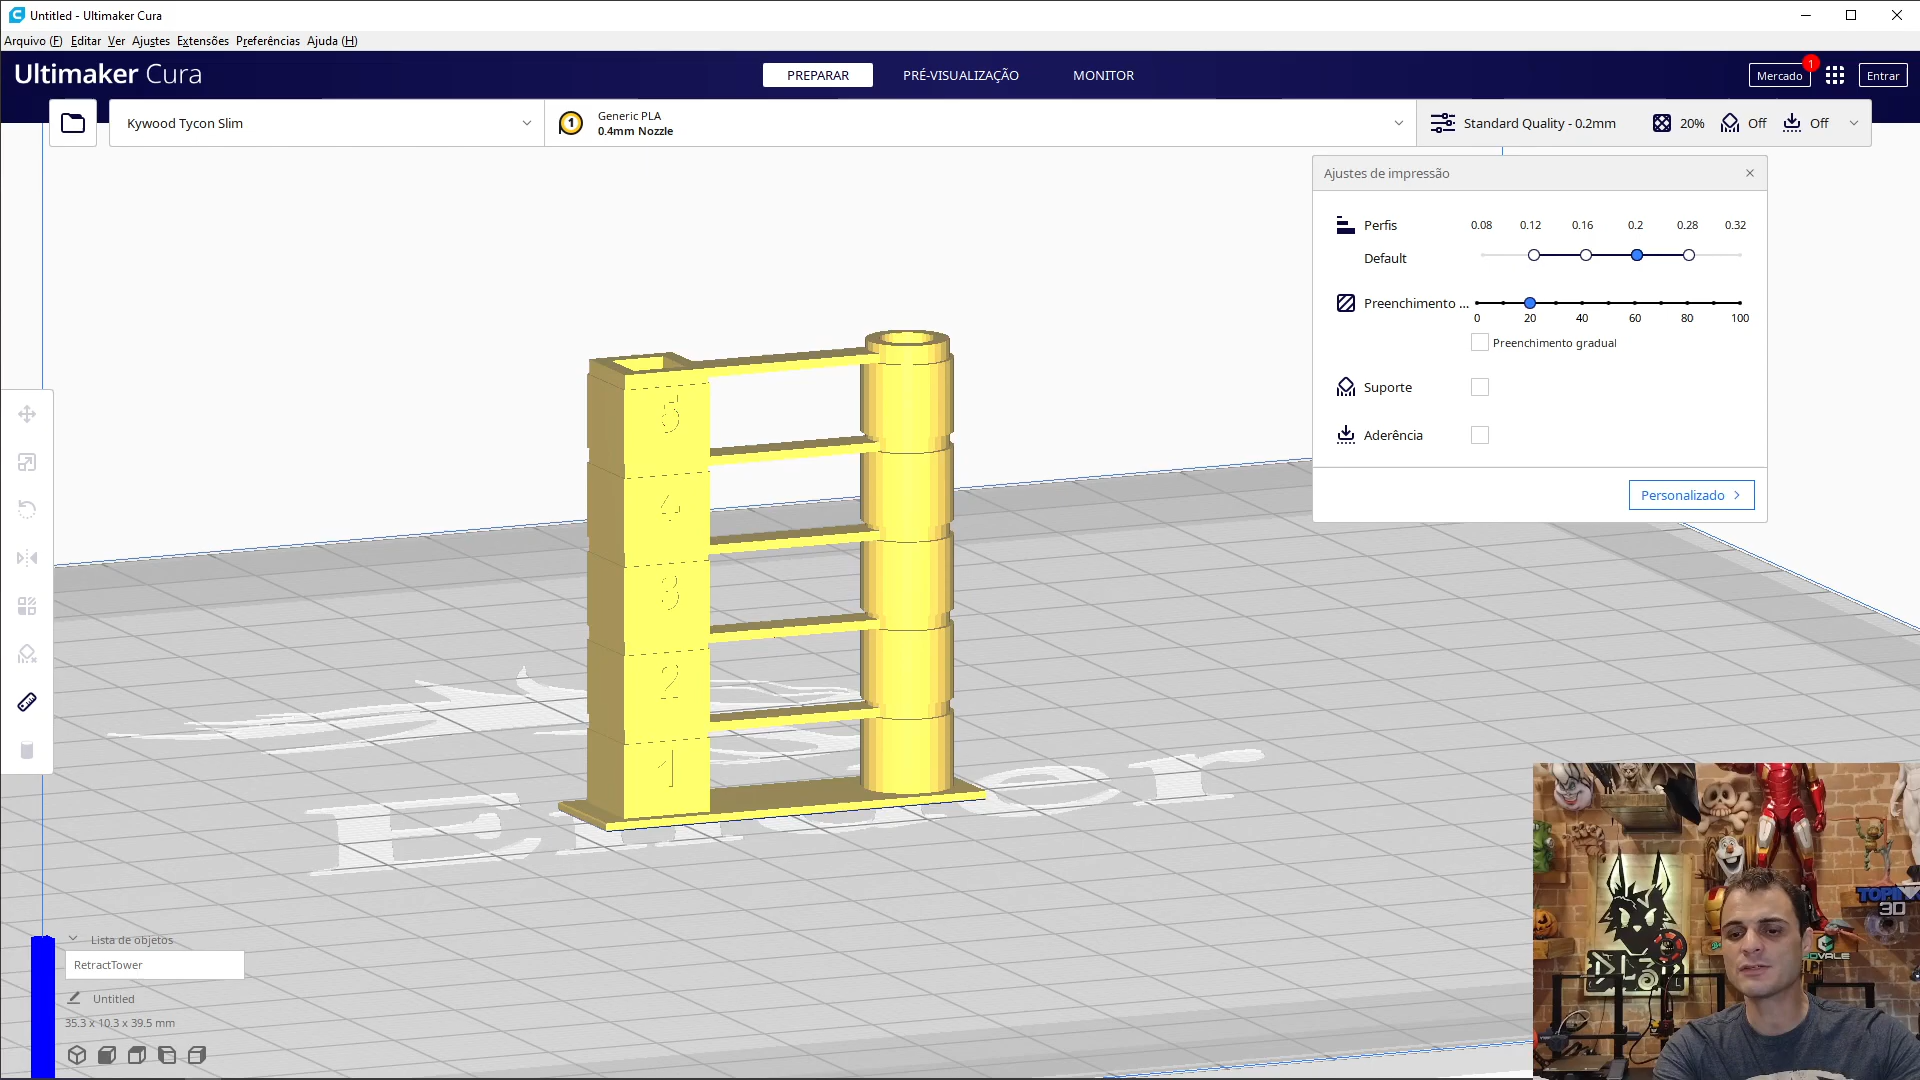 Untitled - Ultimaker Cura
Arquivo (F) Editar Ver Ajustes Extensões Preferências Ajuda (H)
Ultimaker Cura
PREPARAR PRÉ-VISUALIZAÇÃO MONITOR
Mercado 1 Entrar
Kywood Tycon Slim
1
Generic PLA
0.4mm Nozzle
Standard Quality - 0.2mm 20% Off Off
Ajustes de impressão
Perfis 0.08 0.12 0.16 0.2 0.28 0.32
Default
Preenchimento ...
0 20 40 60 80 100
Preenchimento gradual
Suporte
Aderência
Personalizado
5
4
3
2
1
Lista de objetos
RetractTower
Untitled
35.3 x 10.3 x 39.5 mm
3D